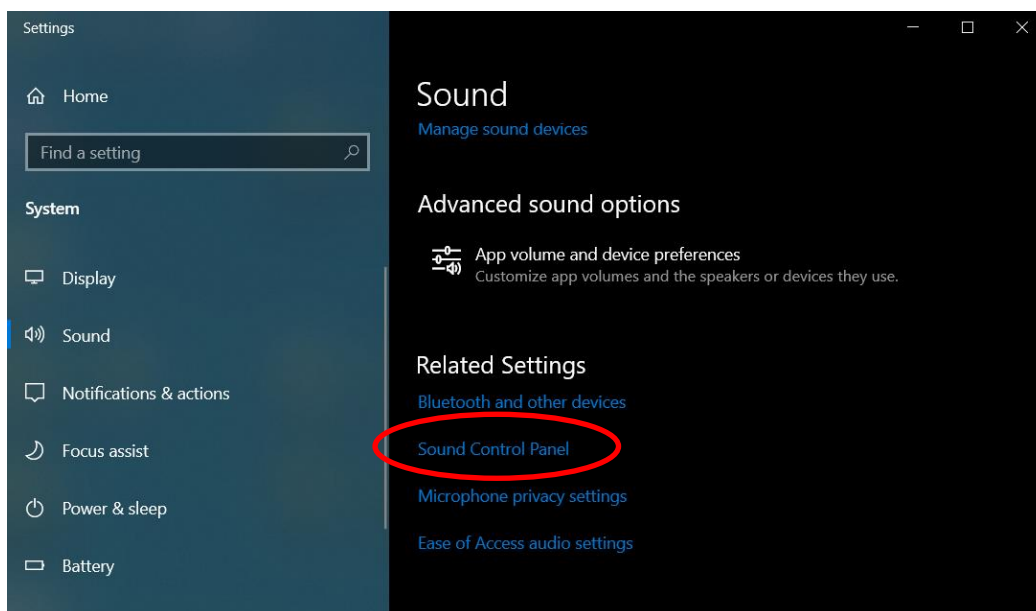 Settings
Home
Find a setting
System
Display
Sound
Notifications & actions
Focus assist
Power & sleep
Battery
Sound
Manage sound devices
Advanced sound options
App volume and device preferences
Customize app volumes and the speakers or devices they use.
Related Settings
Bluetooth and other devices
Sound Control Panel
Microphone privacy settings
Ease of Access audio settings